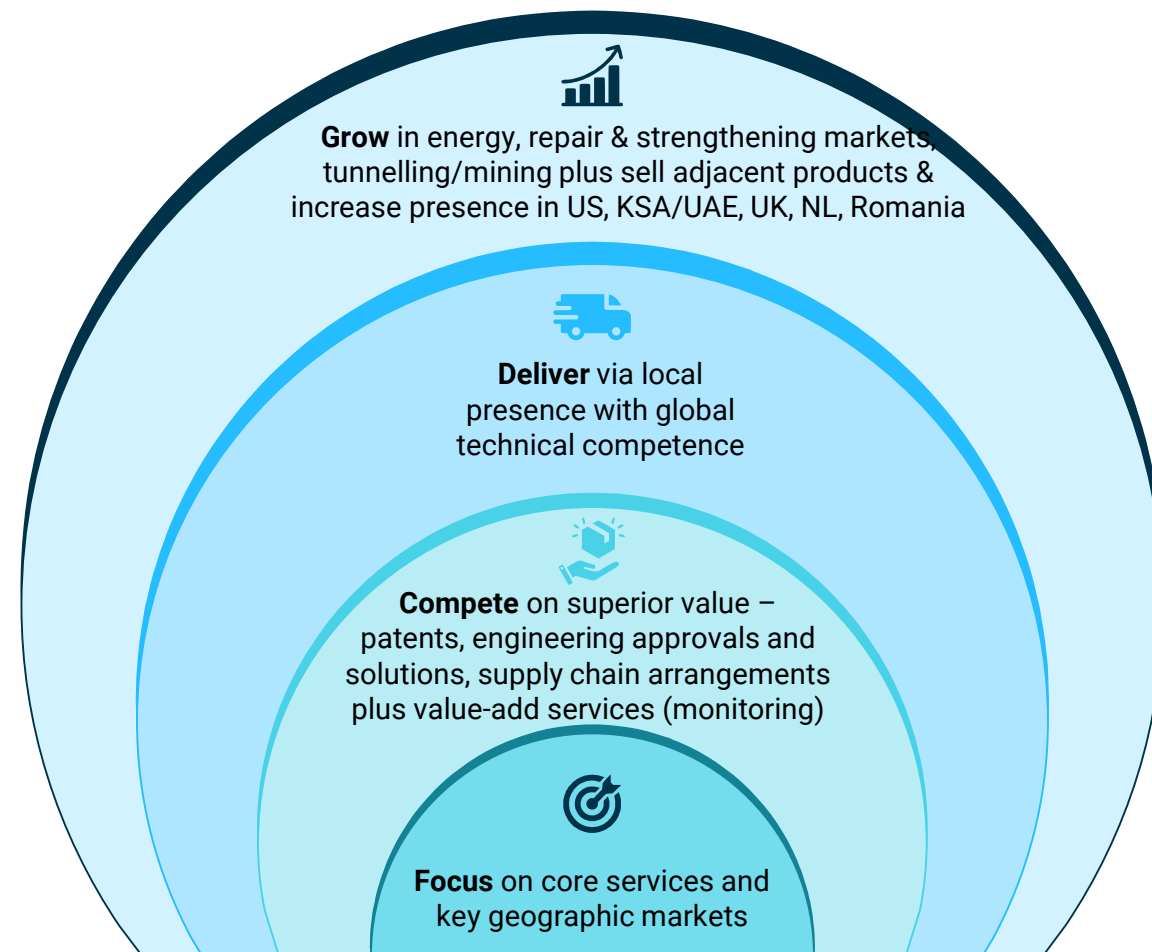 Grow in energy, repair & strengthening markets,
tunnelling/mining plus sell adjacent products &
increase presence in US, KSA/UAE, UK, NL, Romania
Deliver via local
presence with global
technical competence
Compete on superior value –
patents, engineering approvals and
solutions, supply chain arrangements
plus value-add services (monitoring)
Focus on core services and
key geographic markets